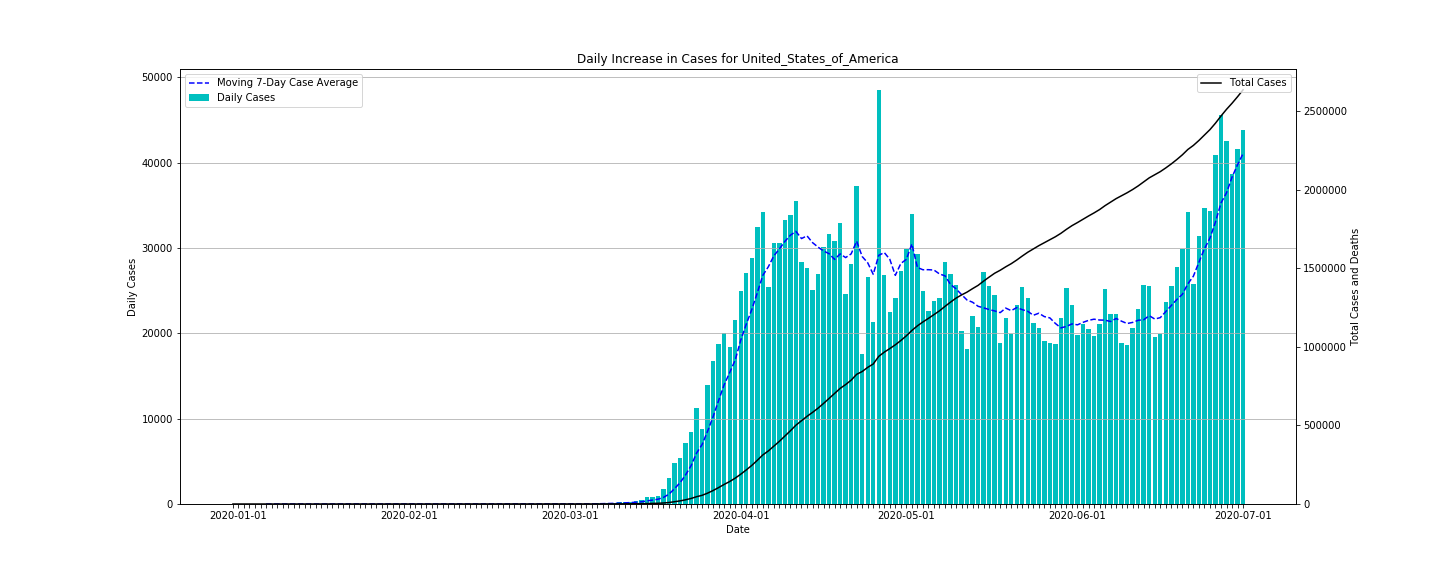 Daily Increase in Cases for United_States_of_America
Moving 7-Day Case Average
Daily Cases
Total Cases
50000
40000
30000
20000
10000
0
Daily Cases
2500000
2000000
1500000
1000000
500000
0
Total Cases and Deaths
2020-01-01
2020-02-01
2020-03-01
2020-04-01
2020-05-01
2020-06-01
2020-07-01
Date